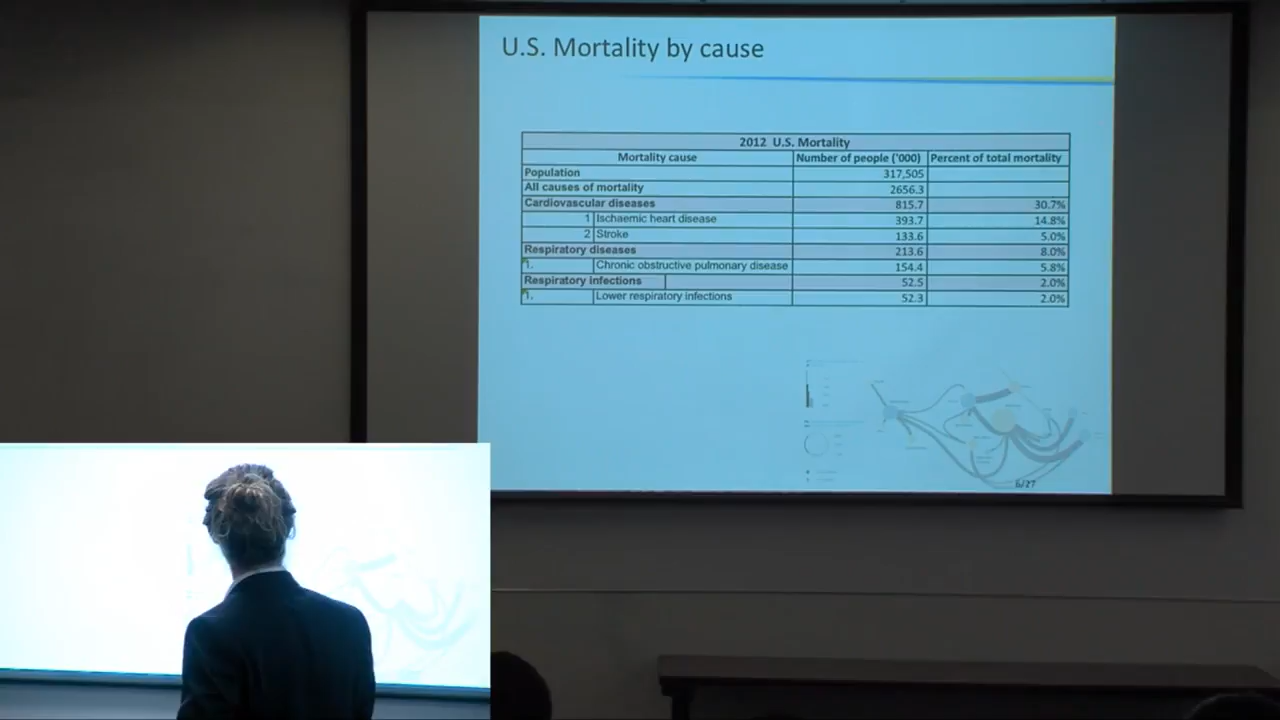 U.S. Mortality by cause
2012 U.S. Mortality
Mortality cause Number of people ('000) Percent of total mortality
Population 317,505
All causes of mortality 2656.3
Cardiovascular diseases 815.7 30.7%
1 Ischaemic heart disease 393.7 14.8%
2 Stroke 133.6 5.0%
Respiratory diseases 213.6 8.0%
1. Chronic obstructive pulmonary disease 154.4 5.8%
Respiratory infections 52.5 2.0%
1. Lower respiratory infections 52.3 2.0%
6/27